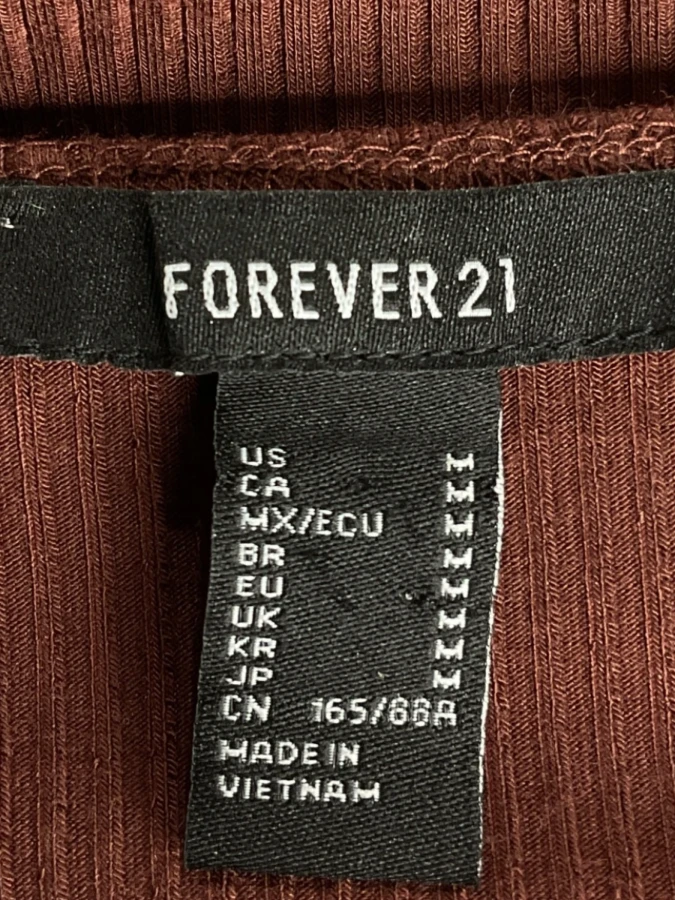 FOREVER 21
US M
CA M
MX/ECU M
BR M
EU M
UK M
KR M
JP M
CN 165/88A
MADE IN
VIETNAM